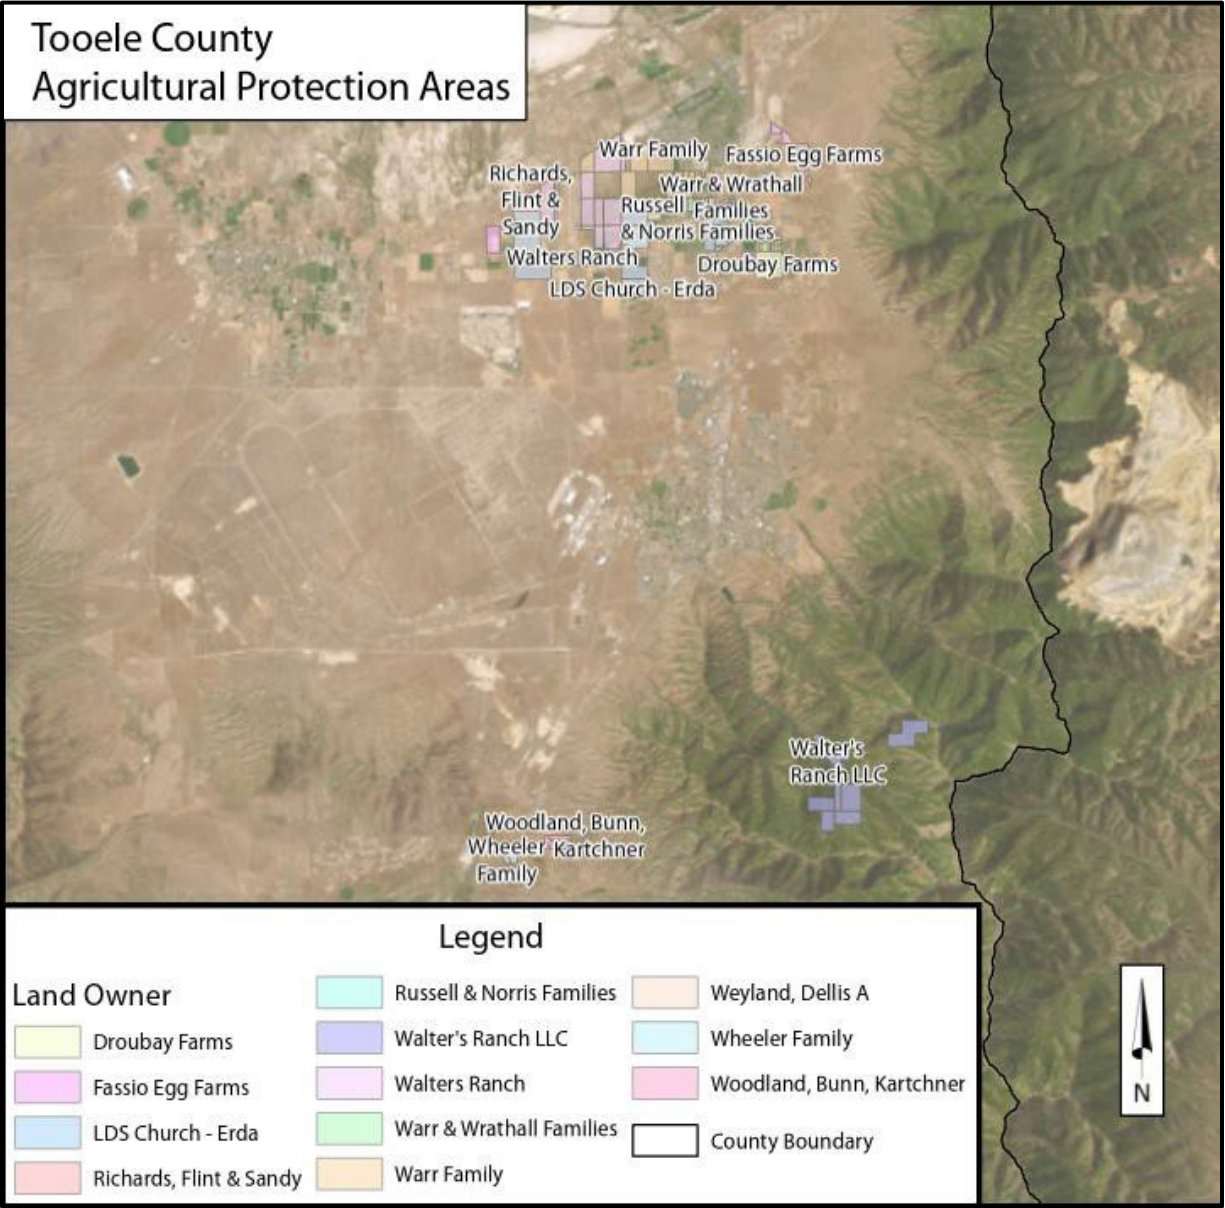 Tooele County
Agricultural Protection Areas
Warr Family
Fassio Egg Farms
Richards,
Flint &
Sandy
Warr & Wrathall
Families
Russell
& Norris Families
Walters Ranch
Droubay Farms
LDS Church - Erda
Walter's
Ranch LLC
Woodland, Bunn,
Kartchner
Wheeler
Family
Legend
Land Owner
Droubay Farms
Fassio Egg Farms
LDS Church - Erda
Richards, Flint & Sandy
Russell & Norris Families
Walter's Ranch LLC
Walters Ranch
Warr & Wrathall Families
Warr Family
Weyland, Dellis A
Wheeler Family
Woodland, Bunn, Kartchner
County Boundary
N